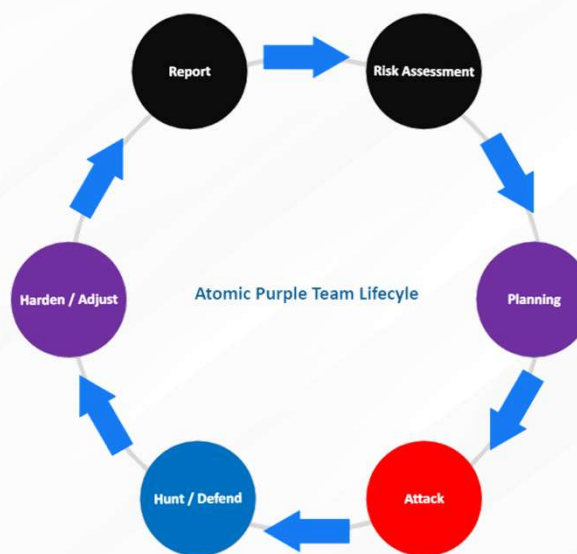 Report
Risk Assessment
Harden / Adjust
Atomic Purple Team Lifecyle
Planning
Hunt / Defend
Attack